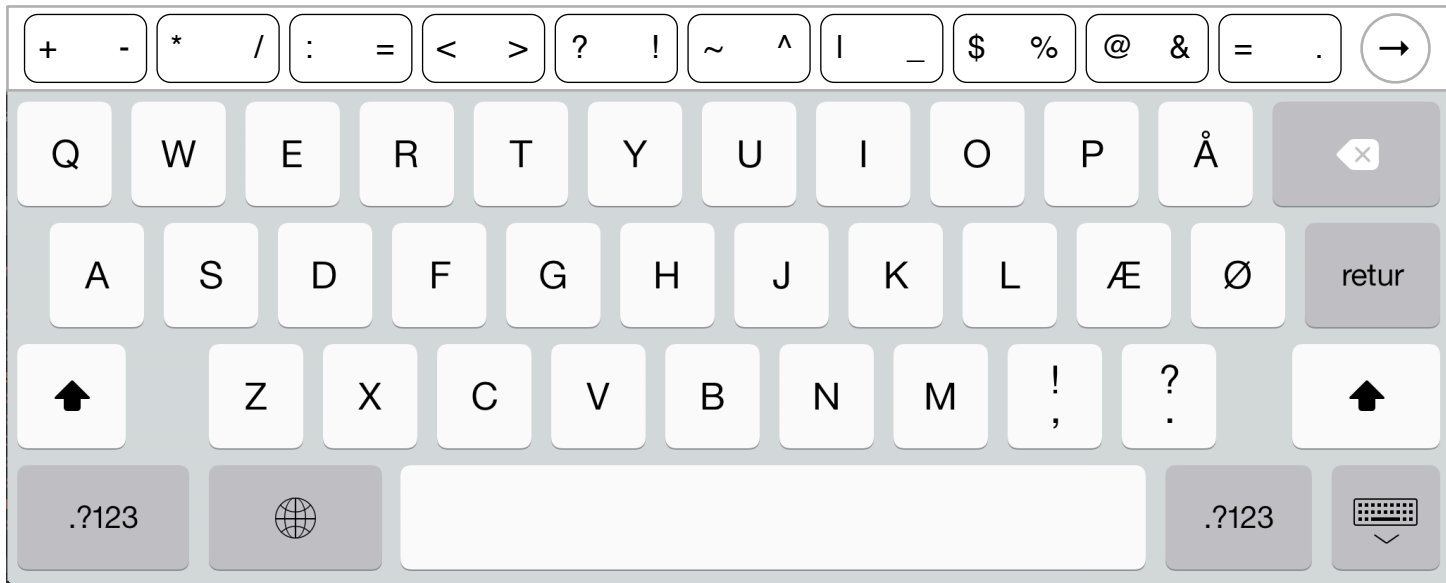 + - * / : = < > ? ! ~ ^ | _ $ % @ & = . →
Q W E R T Y U I O P Å
A S D F G H J K L Æ Ø retur
Z X C V B N M ! , ? .
.?123 .?123